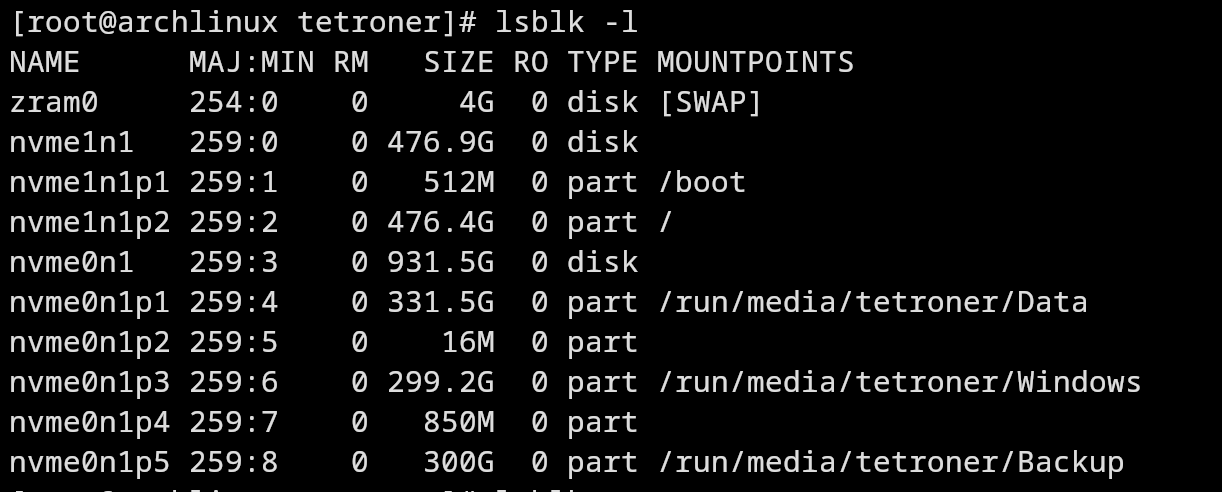 [root@archlinux tetroner]# lsblk -l
NAME      MAJ:MIN RM   SIZE RO TYPE MOUNTPOINTS
zram0     254:0    0     4G  0 disk [SWAP]
nvme1n1   259:0    0 476.9G  0 disk
nvme1n1p1 259:1    0   512M  0 part /boot
nvme1n1p2 259:2    0 476.4G  0 part /
nvme0n1   259:3    0 931.5G  0 disk
nvme0n1p1 259:4    0 331.5G  0 part /run/media/tetroner/Data
nvme0n1p2 259:5    0    16M  0 part
nvme0n1p3 259:6    0 299.2G  0 part /run/media/tetroner/Windows
nvme0n1p4 259:7    0   850M  0 part
nvme0n1p5 259:8    0   300G  0 part /run/media/tetroner/Backup